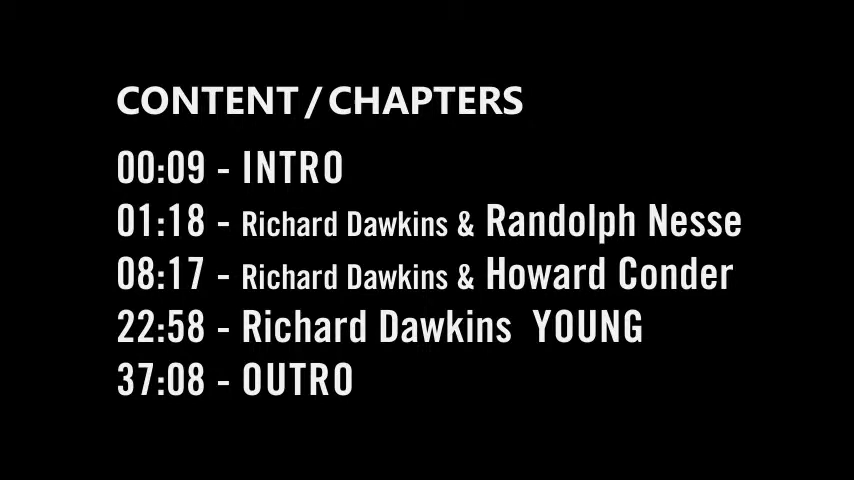 CONTENT / CHAPTERS
00:09 - INTRO
01:18 - Richard Dawkins & Randolph Nesse
08:17 - Richard Dawkins & Howard Conder
22:58 - Richard Dawkins YOUNG
37:08 - OUTRO